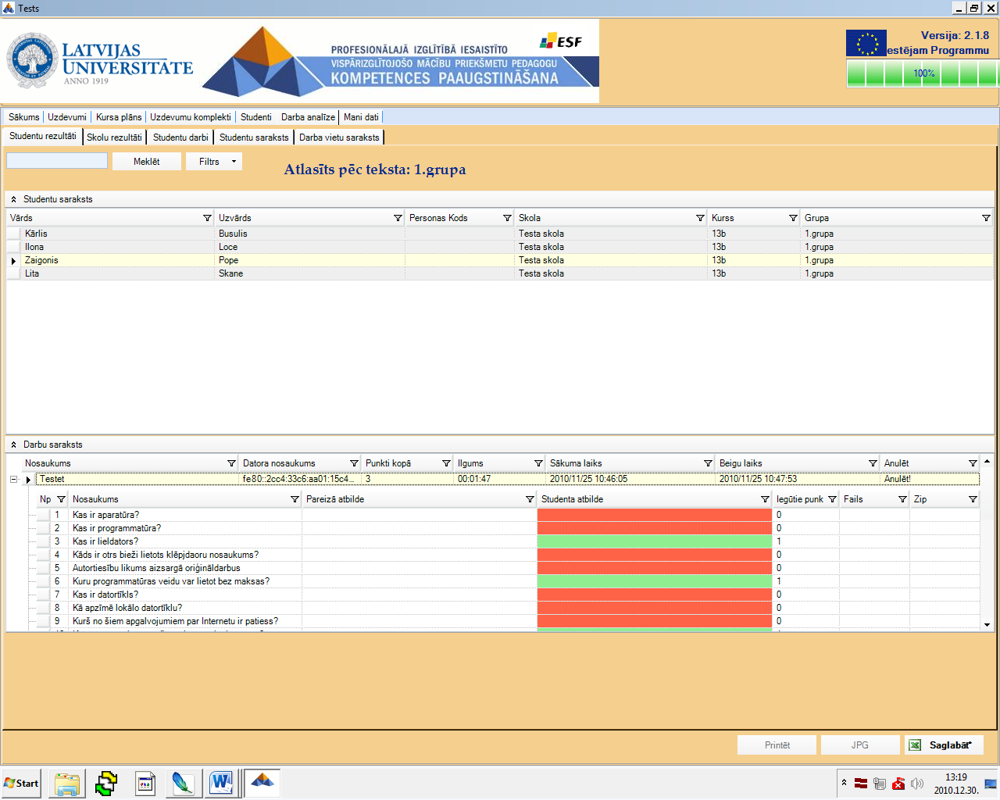 Tests
LATVIJAS
UNIVERSITATE
ANNO 1919
PROFESIONĀLAJĀ IZGLĪTĪBĀ IESAISTĪTO
VISPĀRIZGLĪTOJOŠO MĀCĪBU PRIEKŠMETU PEDAGOGU
KOMPETENCES PAAUGSTINĀŠANA
ESF
Versija: 2.1.8
estējam Programmu
100%
Sākums Uzdevumi Kursa plāns Uzdevumu komplekti Studenti Darba analīze Mani dati
Studentu rezultāti Skolu rezultāti Studentu darbi Studentu saraksts Darba vietu saraksts
Meklēt Filtrs Atlasīts pēc teksta: 1.grupa
Studentu saraksts
Vārds Uzvārds Personas Kods Skola Kurss Grupa
Kārlis Busulis Testa skola 13b 1.grupa
Ilona Loce Testa skola 13b 1.grupa
Zaigonis Pope Testa skola 13b 1.grupa
Lita Skane Testa skola 13b 1.grupa
Darbu saraksts
Nosaukums Datora nosaukums Punkti kopā Ilgums Sākuma laiks Beigu laiks Anulēt
Testet fe80::2cc4:33c6:aa01:15c4... 3 00:01:47 2010/11/25 10:46:05 2010/11/25 10:47:53 Anulēt!
Np Nosaukums Pareizā atbilde Studenta atbilde Iegūtie punk Fails Zip
1 Kas ir aparatūra? 0
2 Kas ir programmatūra? 0
3 Kas ir lieldators? 1
4 Kāds ir otrs bieži lietots klēpjdaoru nosaukums? 0
5 Autortiesību likums aizsargā oriģināldarbus 0
6 Kuru programmatūras veidu var lietot bez maksas? 1
7 Kas ir datortīkls? 0
8 Kā apzīmē lokālo datortīklu? 0
9 Kurš no šiem apgalvojumiem par Internetu ir patiess? 0
Printēt JPG Saglabāt"
Start
13:19
2010.12.30.